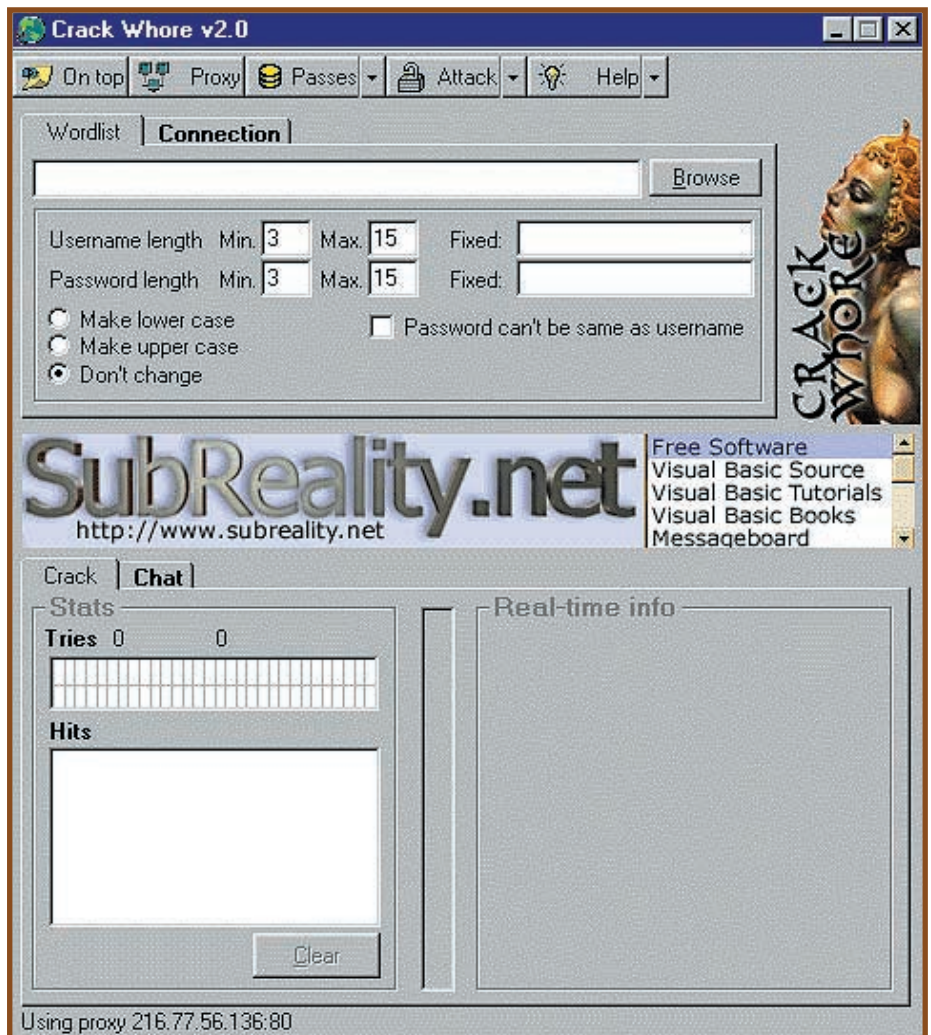 Crack Whore v2.0
On top Proxy Passes Attack Help
Wordlist Connection
Browse
Username length Min. 3 Max. 15 Fixed:
Password length Min. 3 Max. 15 Fixed:
Make lower case
Password can't be same as username
Make upper case
Don't change
CRACK
WHORE
SubReality.net
http://www.subreality.net
Free Software
Visual Basic Source
Visual Basic Tutorials
Visual Basic Books
Messageboard
Crack Chat
Stats
Tries 0 0
Hits
Clear
Real-time info
Using proxy 216.77.56.136:80